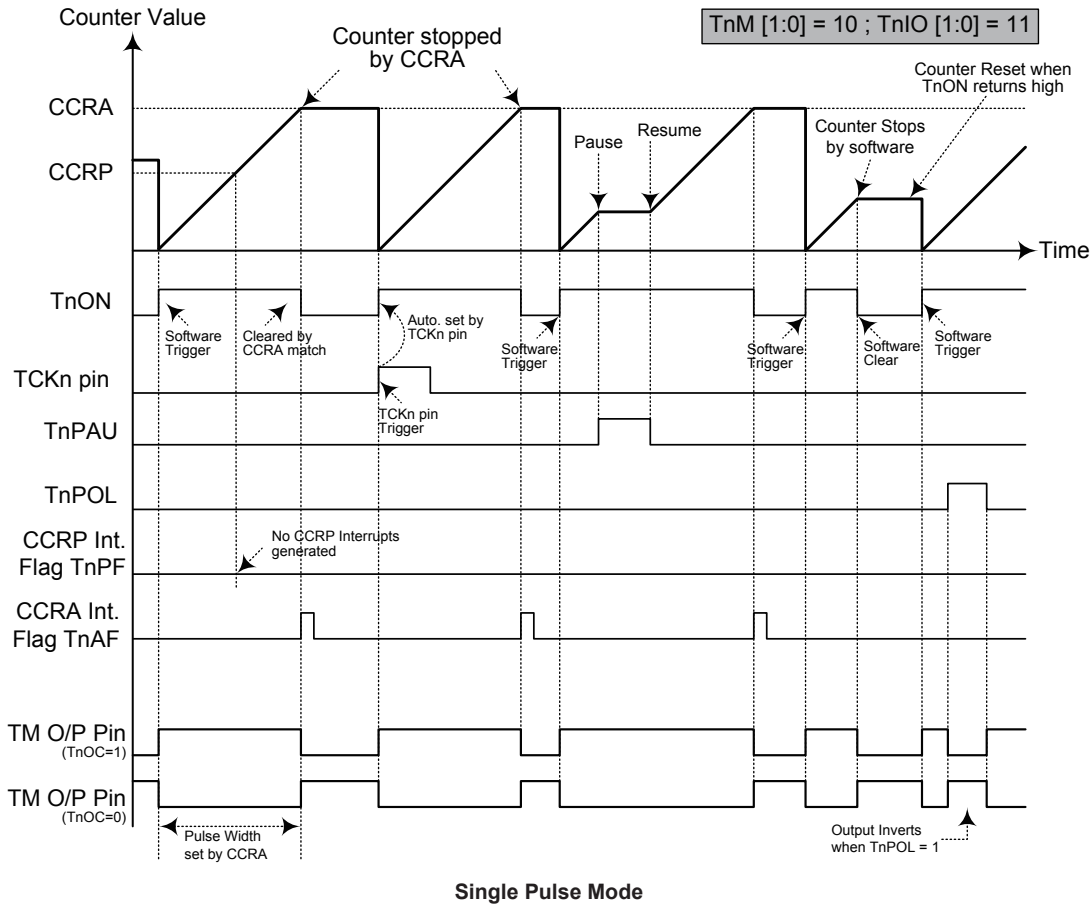 Counter Value
TnM [1:0] = 10 ; TnIO [1:0] = 11
Counter stopped
by CCRA
Counter Reset when
TnON returns high
CCRA
Pause
Resume
Counter Stops
by software
CCRP
Time
TnON
Software
Trigger
Cleared by
CCRA match
Auto. set by
TCKn pin
Software
Trigger
Software
Trigger
Software
Clear
Software
Trigger
TCKn pin
TCKn pin
Trigger
TnPAU
TnPOL
CCRP Int.
Flag TnPF
No CCRP Interrupts
generated
CCRA Int.
Flag TnAF
TM O/P Pin
(TnOC=1)
TM O/P Pin
(TnOC=0)
Pulse Width
set by CCRA
Output Inverts
when TnPOL = 1
Single Pulse Mode